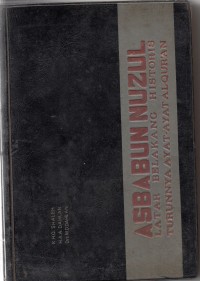 ASBABUN NUZUL
LATAR BELAKANG HISTORIS
TURUNNYA AYAT-AYAT ALQURAN